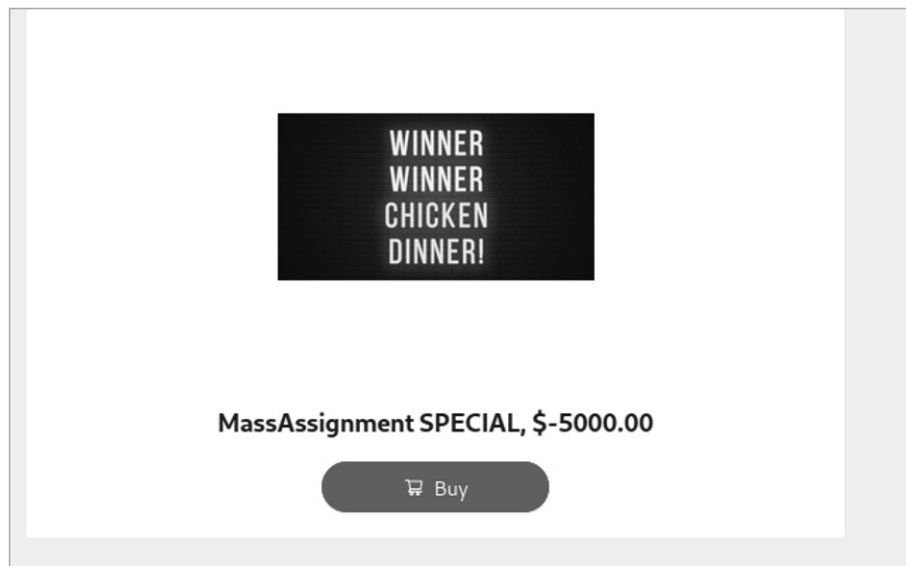 WINNER
WINNER
CHICKEN
DINNER!
MassAssignment SPECIAL, $-5000.00
Buy